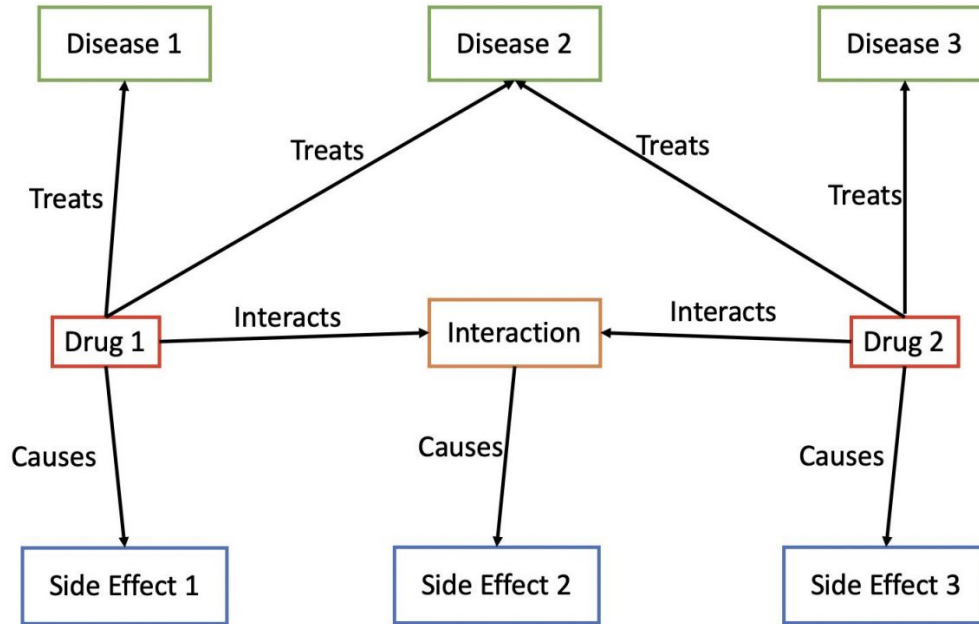 Disease 1
Disease 2
Disease 3
Treats
Treats
Treats
Treats
Drug 1
Interacts
Interaction
Interacts
Drug 2
Causes
Causes
Causes
Side Effect 1
Side Effect 2
Side Effect 3